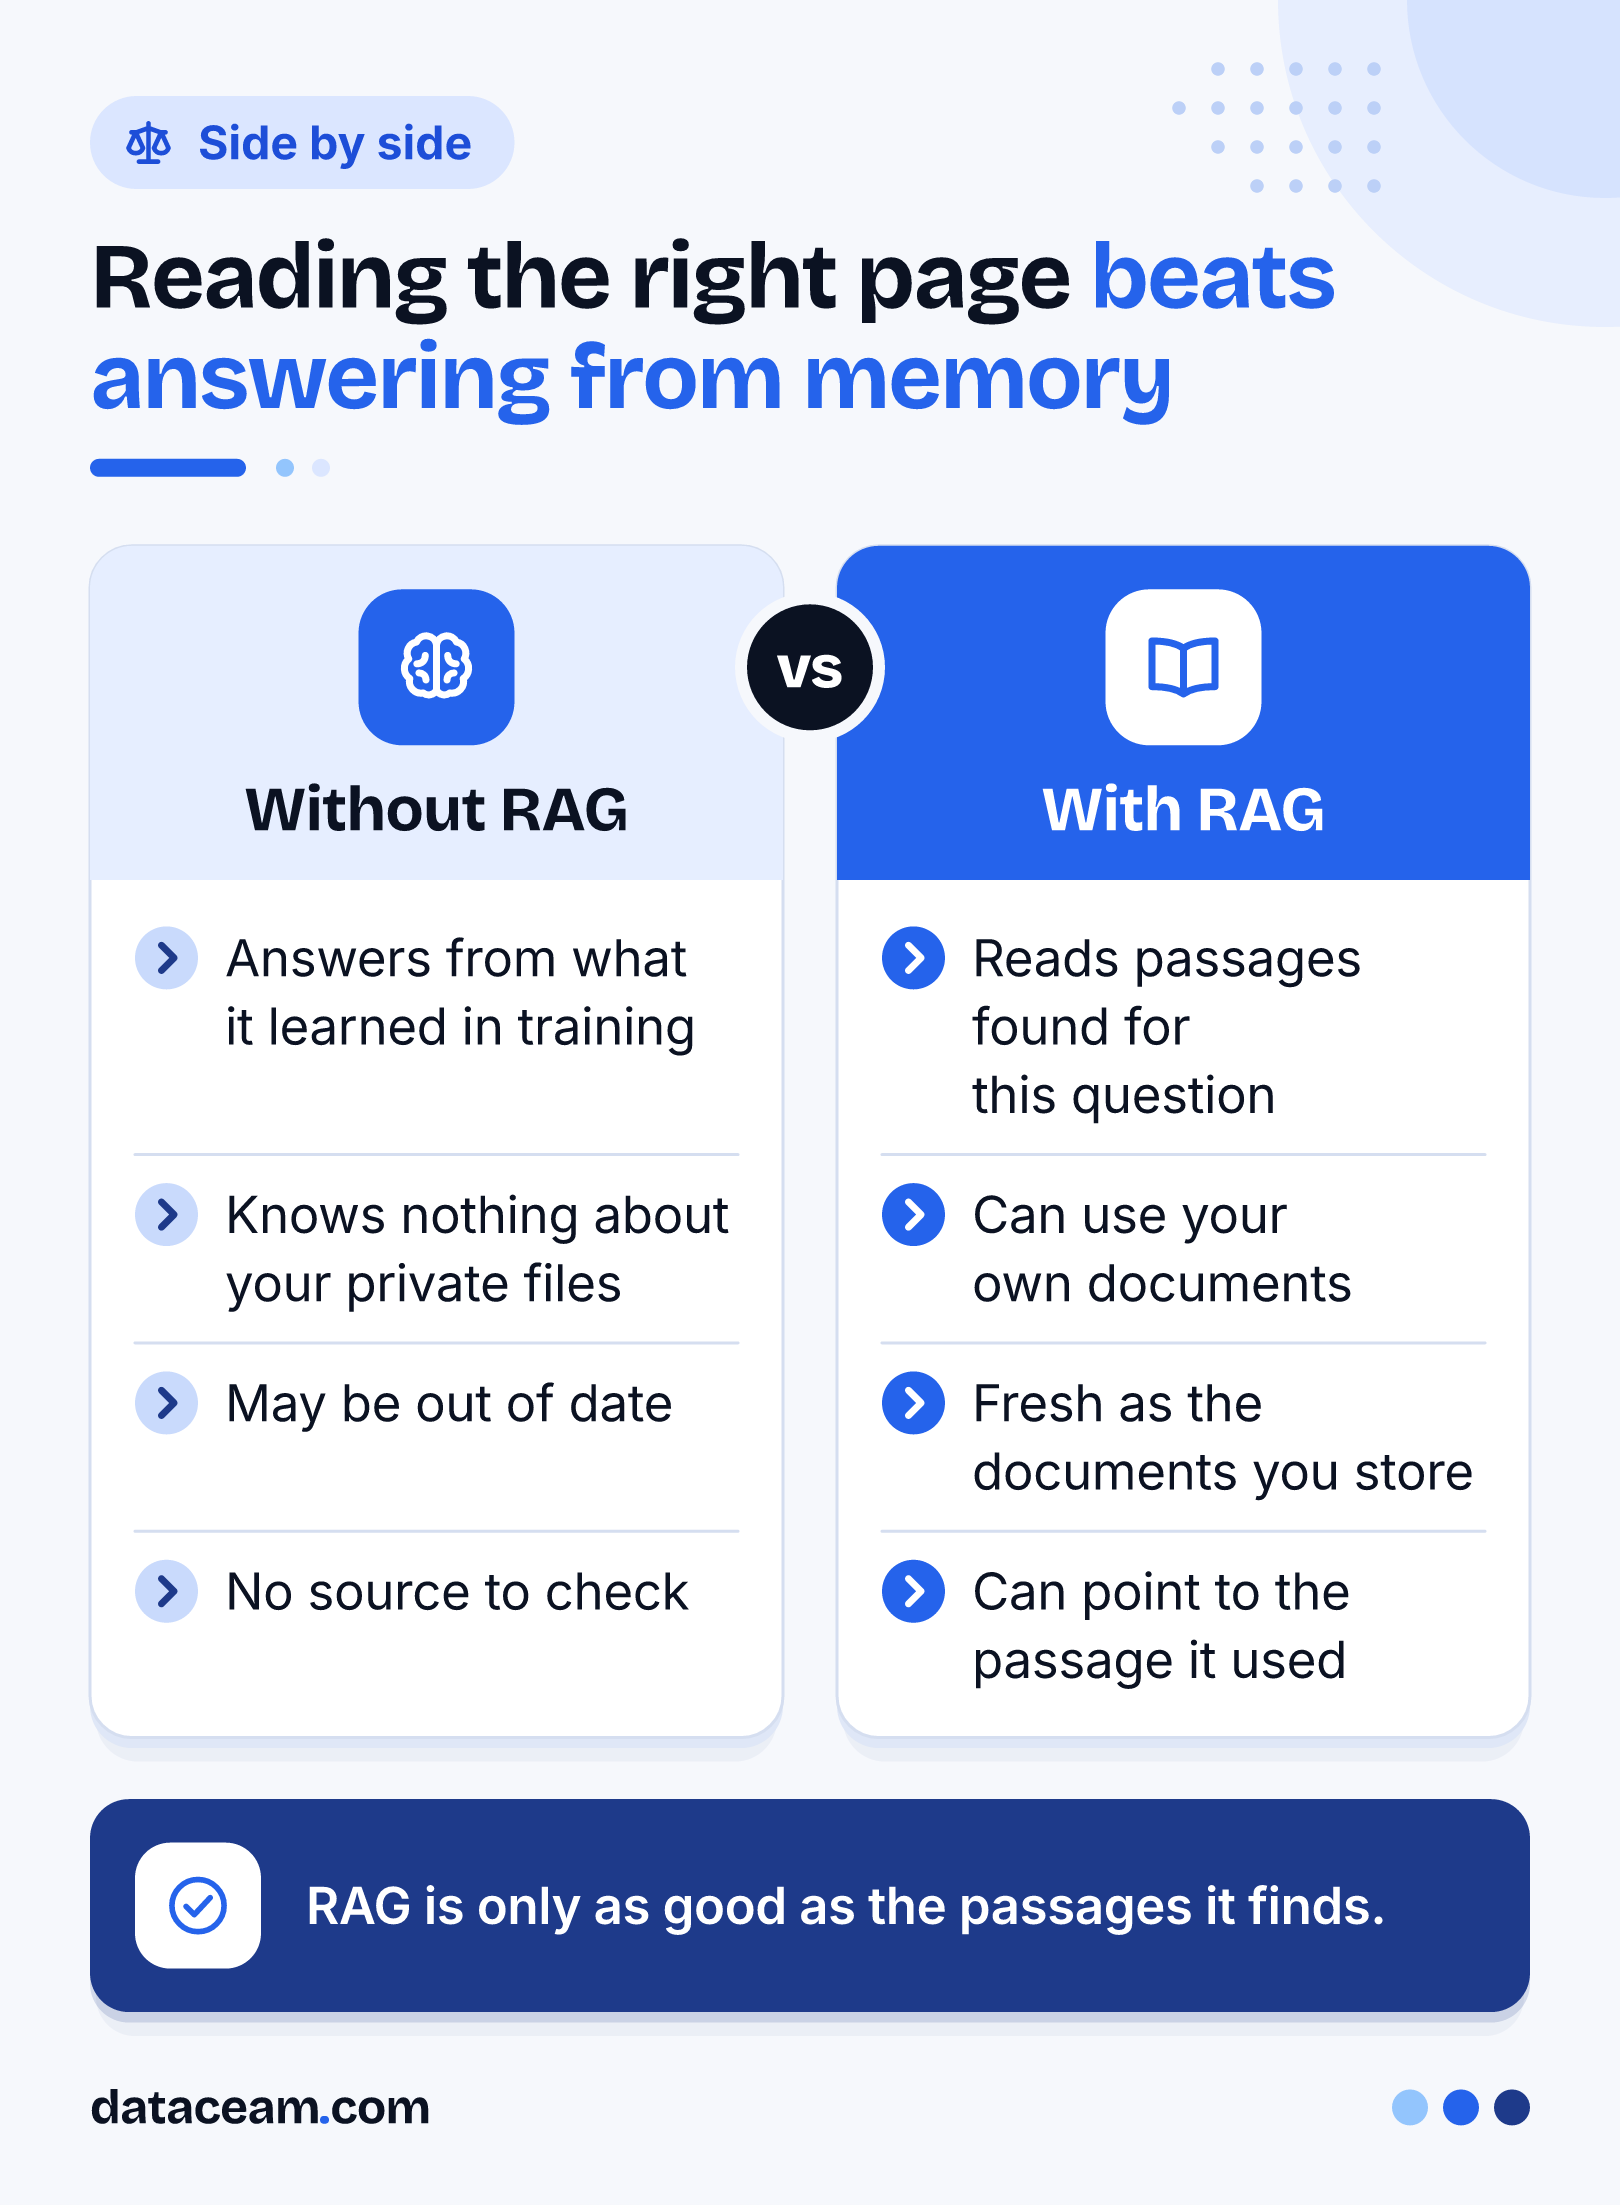 Side by side
Reading the right page beats
answering from memory
vs
Without RAG
Answers from what
it learned in training
Knows nothing about
your private files
May be out of date
No source to check
With RAG
Reads passages
found for
this question
Can use your
own documents
Fresh as the
documents you store
Can point to the
passage it used
RAG is only as good as the passages it finds.
dataceam.com